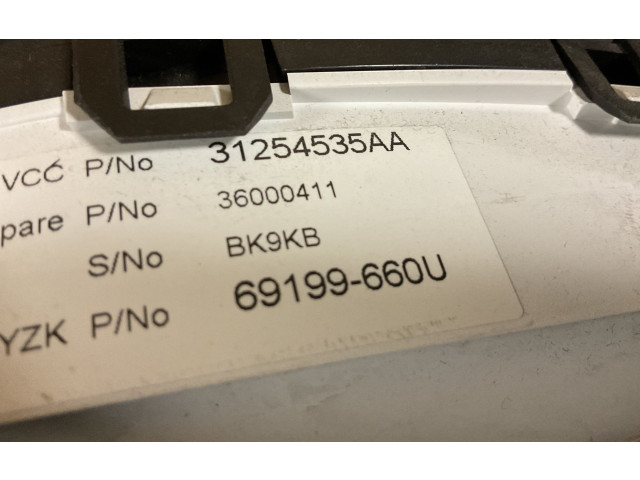 VCC P/No 31254535AA
pare P/No 36000411
S/No BK9KB
YZK P/No 69199-660U